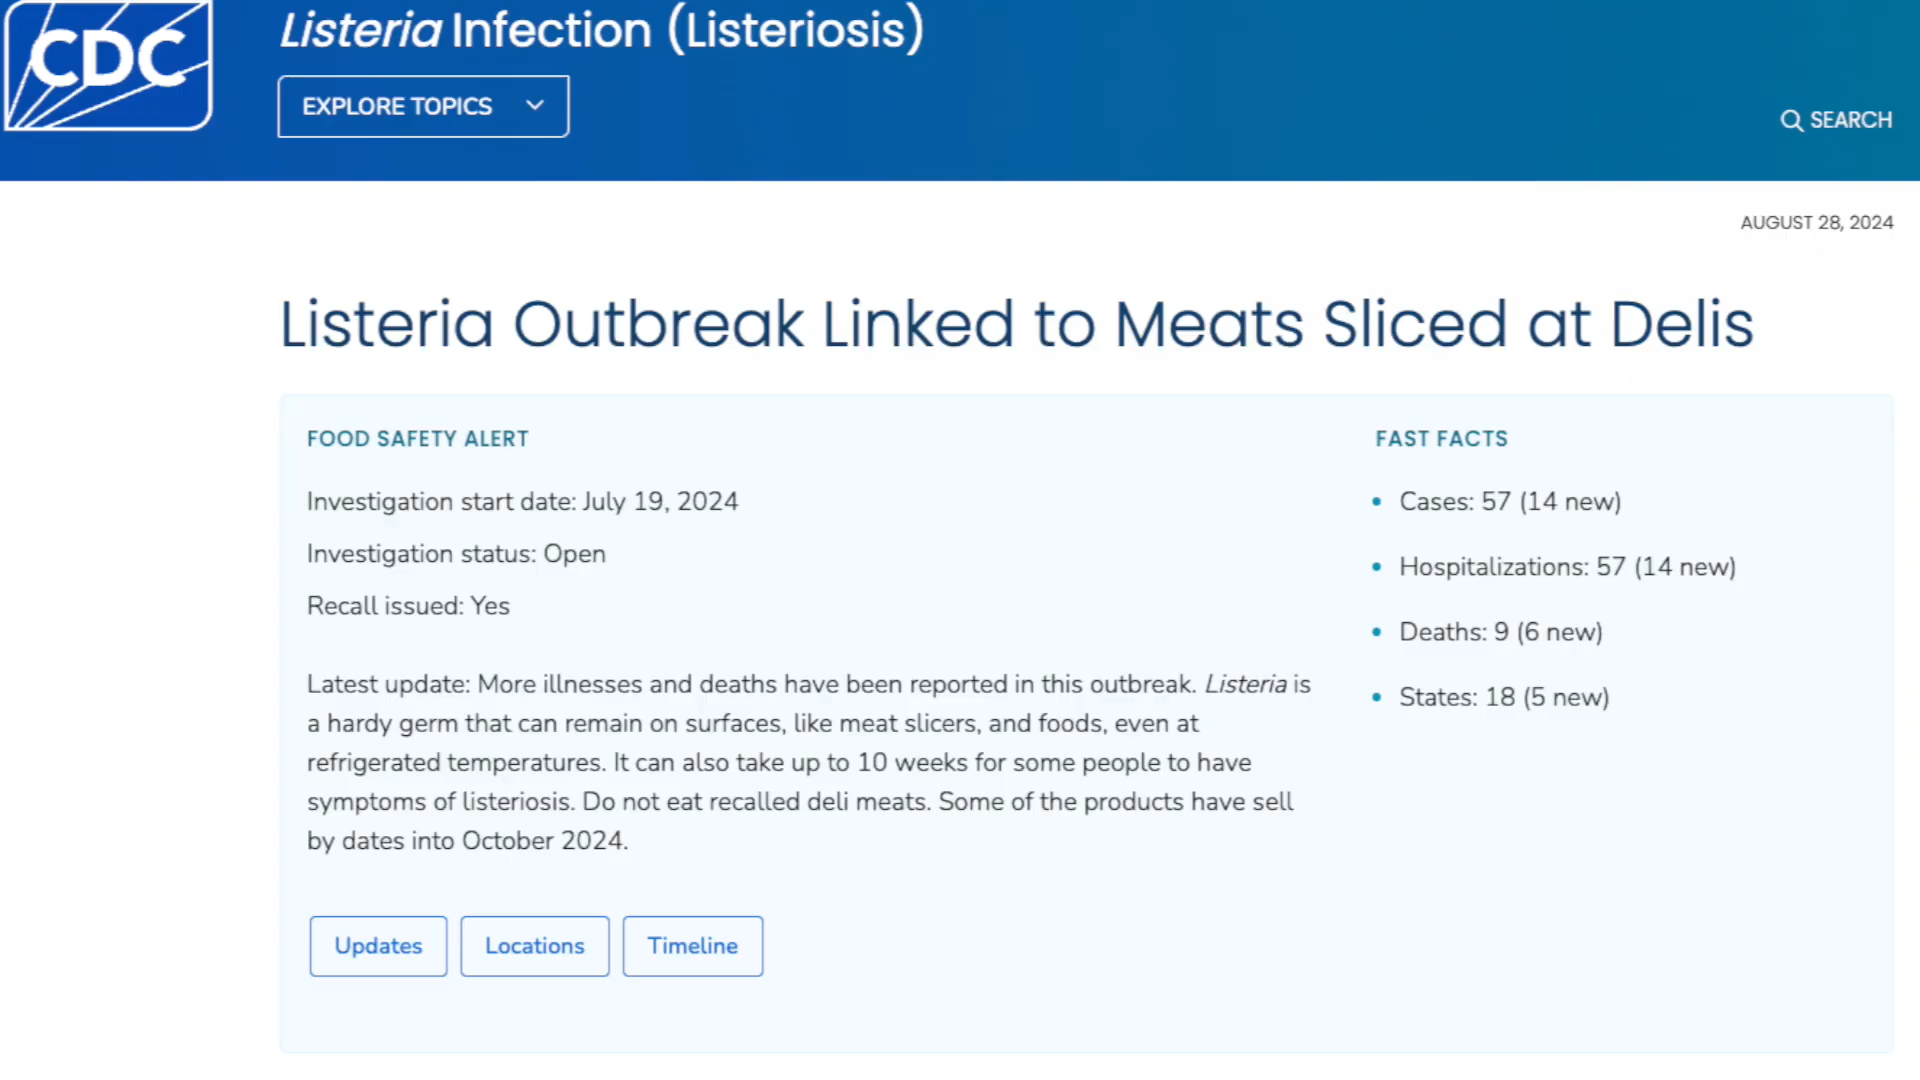 CDC
Listeria Infection (Listeriosis)
EXPLORE TOPICS
SEARCH
AUGUST 28, 2024
Listeria Outbreak Linked to Meats Sliced at Delis
FOOD SAFETY ALERT
Investigation start date: July 19, 2024
Investigation status: Open
Recall issued: Yes
Latest update: More illnesses and deaths have been reported in this outbreak. Listeria is
a hardy germ that can remain on surfaces, like meat slicers, and foods, even at
refrigerated temperatures. It can also take up to 10 weeks for some people to have
symptoms of listeriosis. Do not eat recalled deli meats. Some of the products have sell
by dates into October 2024.
Updates
Locations
Timeline
FAST FACTS
Cases: 57 (14 new)
Hospitalizations: 57 (14 new)
Deaths: 9 (6 new)
States: 18 (5 new)